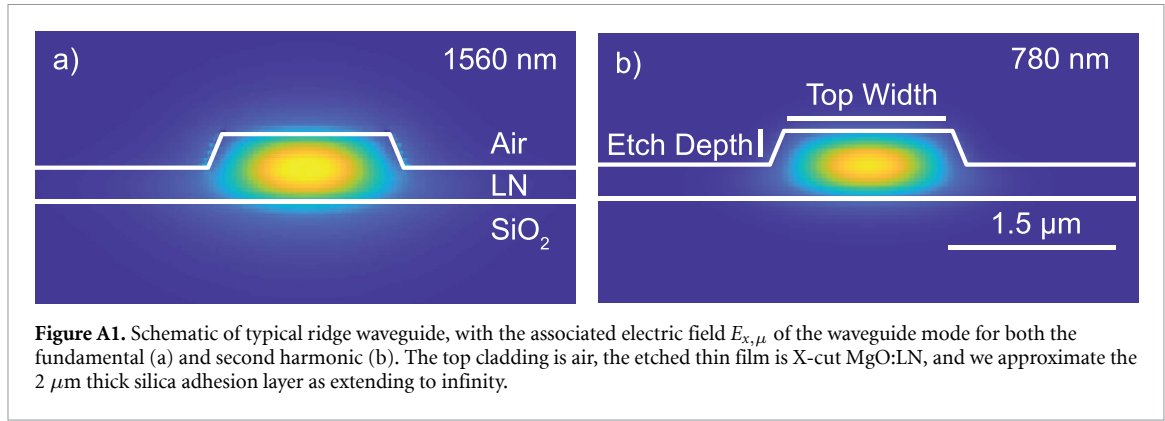 a)
1560 nm
Air
LN
SiO₂
b)
780 nm
Top Width
Etch Depth
1.5 μm
Figure A1. Schematic of typical ridge waveguide, with the associated electric field Eₓ,μ of the waveguide mode for both the
fundamental (a) and second harmonic (b). The top cladding is air, the etched thin film is X-cut MgO:LN, and we approximate the
2 μm thick silica adhesion layer as extending to infinity.